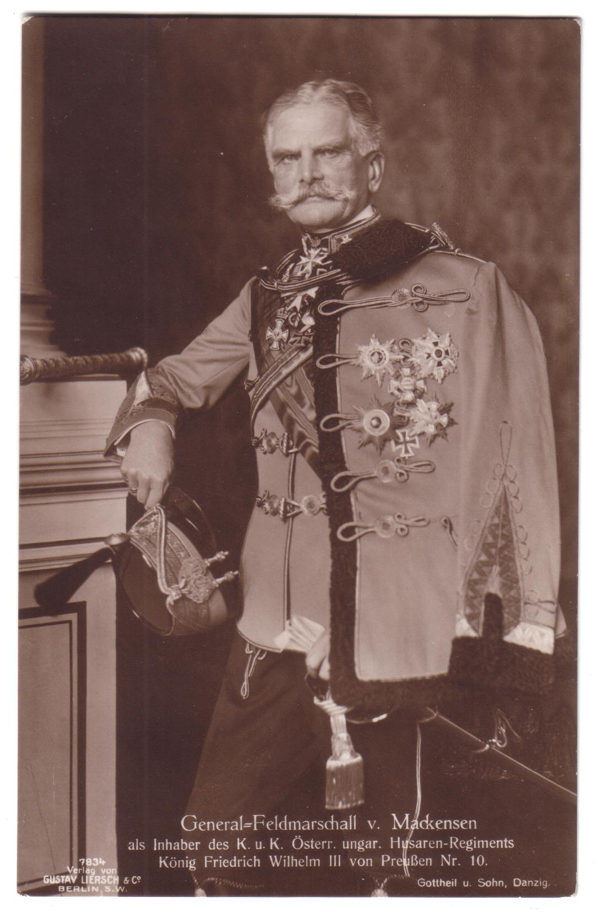 General=Feldmarschall v. Mackensen
als Inhaber des K. u. K. Österr. ungar. Husaren-Regiments
König Friedrich Wilhelm III von Preußen Nr. 10.
7834
Verlag von
GUSTAV LIERSCH & Co
BERLIN, S.W.
Gottheil u. Sohn, Danzig.